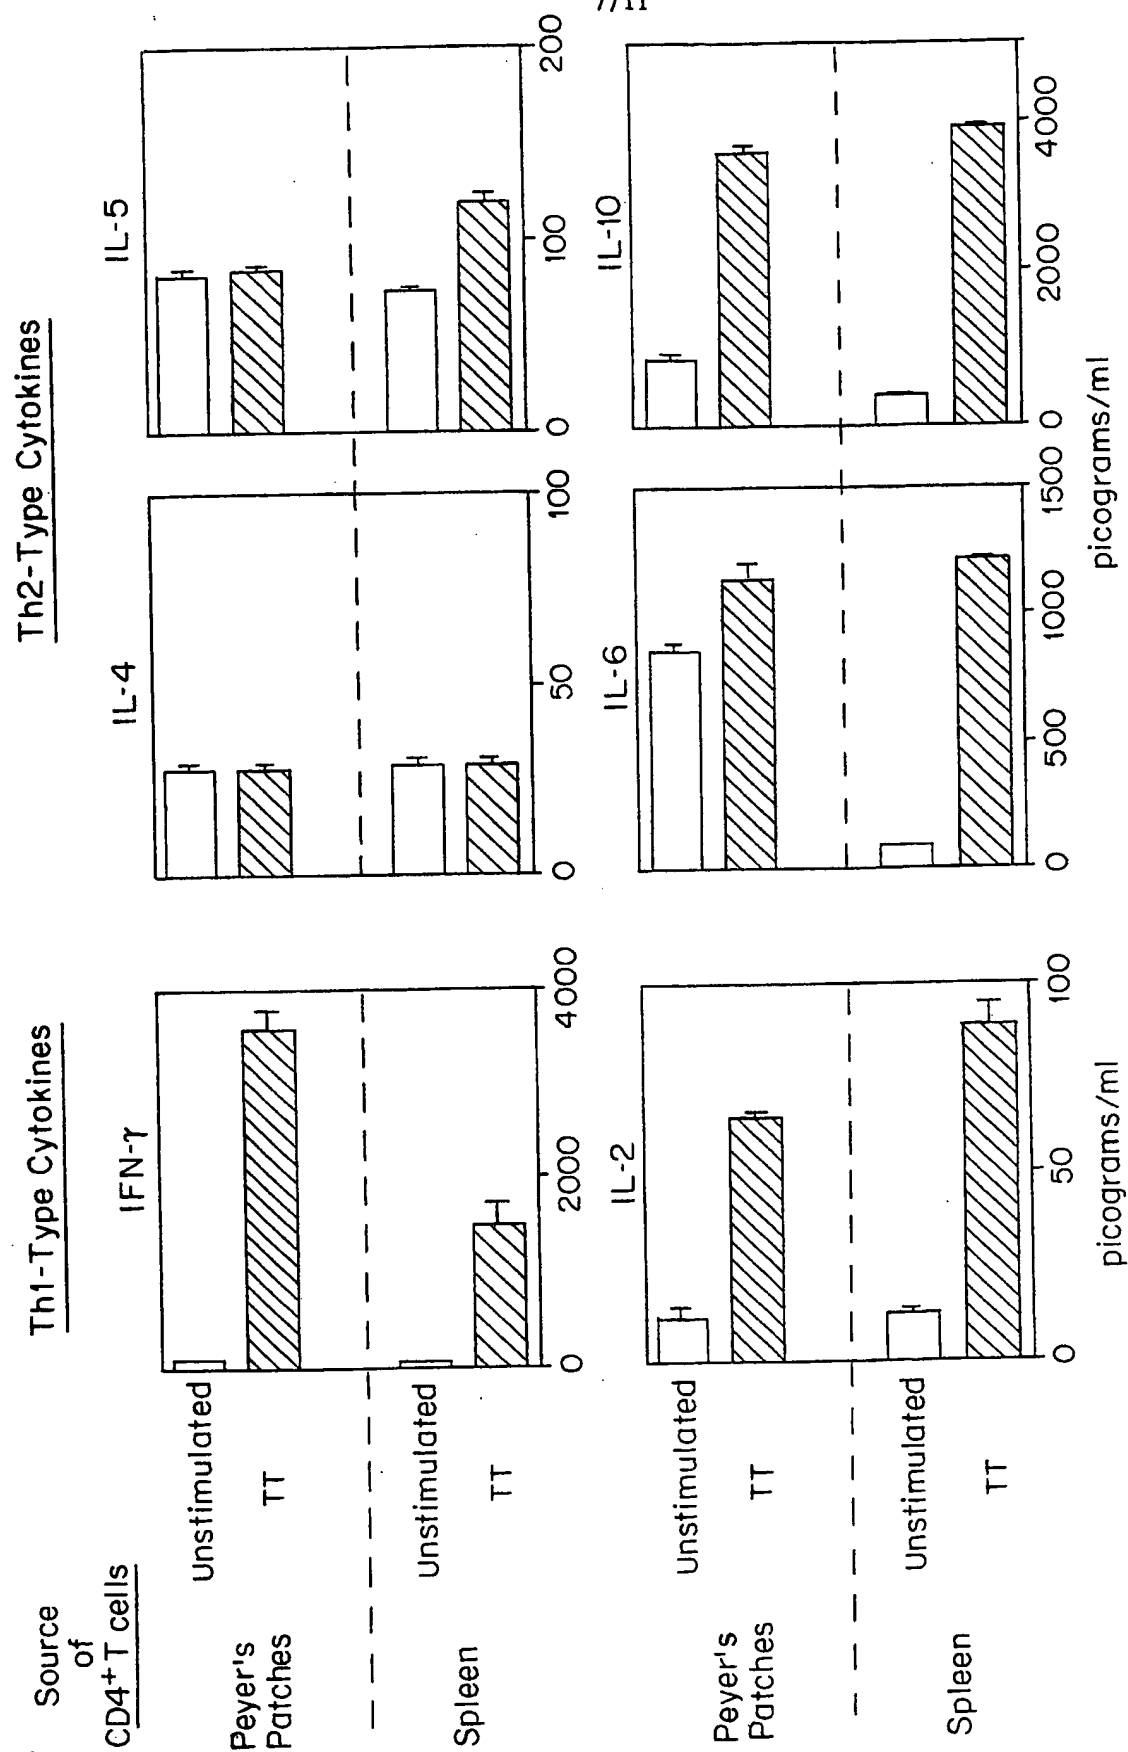 7/11
Th1-Type Cytokines
Th2-Type Cytokines
Source
of
CD4+ T cells
IFN-γ
IL-4
IL-5
Peyer's
Patches
Unstimulated
TT
Spleen
Unstimulated
TT
0
2000
4000
0
50
100
0
100
200
IL-2
IL-6
IL-10
Peyer's
Patches
Unstimulated
TT
Spleen
Unstimulated
TT
0
50
100
0
500
1000
1500
0
2000
4000
picograms/ml
picograms/ml